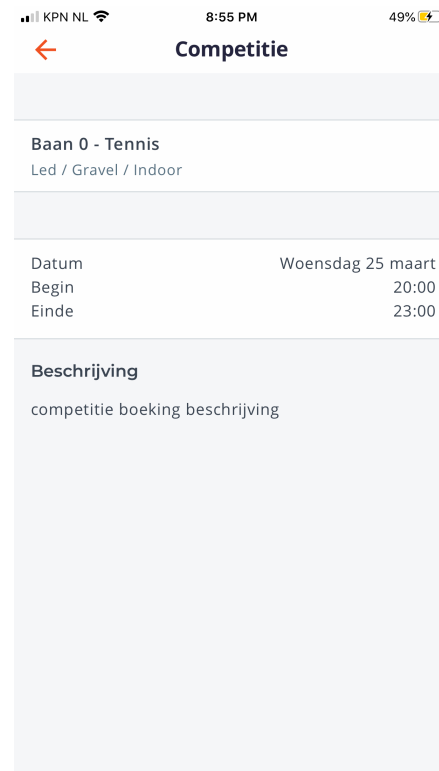 KPN NL 8:55 PM 49%
Competitie
Baan 0 - Tennis
Led / Gravel / Indoor
Datum Woensdag 25 maart
Begin 20:00
Einde 23:00
Beschrijving
competitie boeking beschrijving